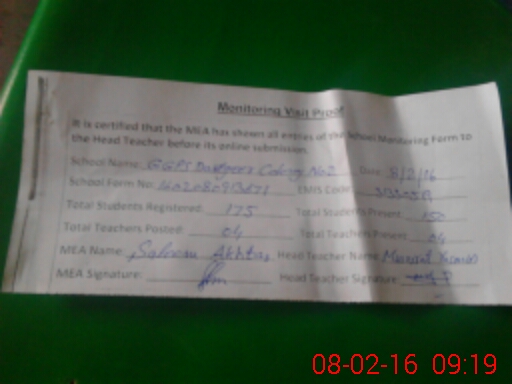 Monitoring Visit Proof
It is certified that the MEA has shown all entries of the School Monitoring Form to
the Head Teacher before its online submission.
School Name: GGPS Colony No2 Date: 8/2/16
School Form No: EMIS Code:
Total Students Registered: 175 Total Students Present: 150
Total Teachers Posted: 04 Total Teachers Present: 04
MEA Name: Saleem Akhtar Head Teacher Name:
MEA Signature: Head Teacher Signature:
08-02-16 09:19